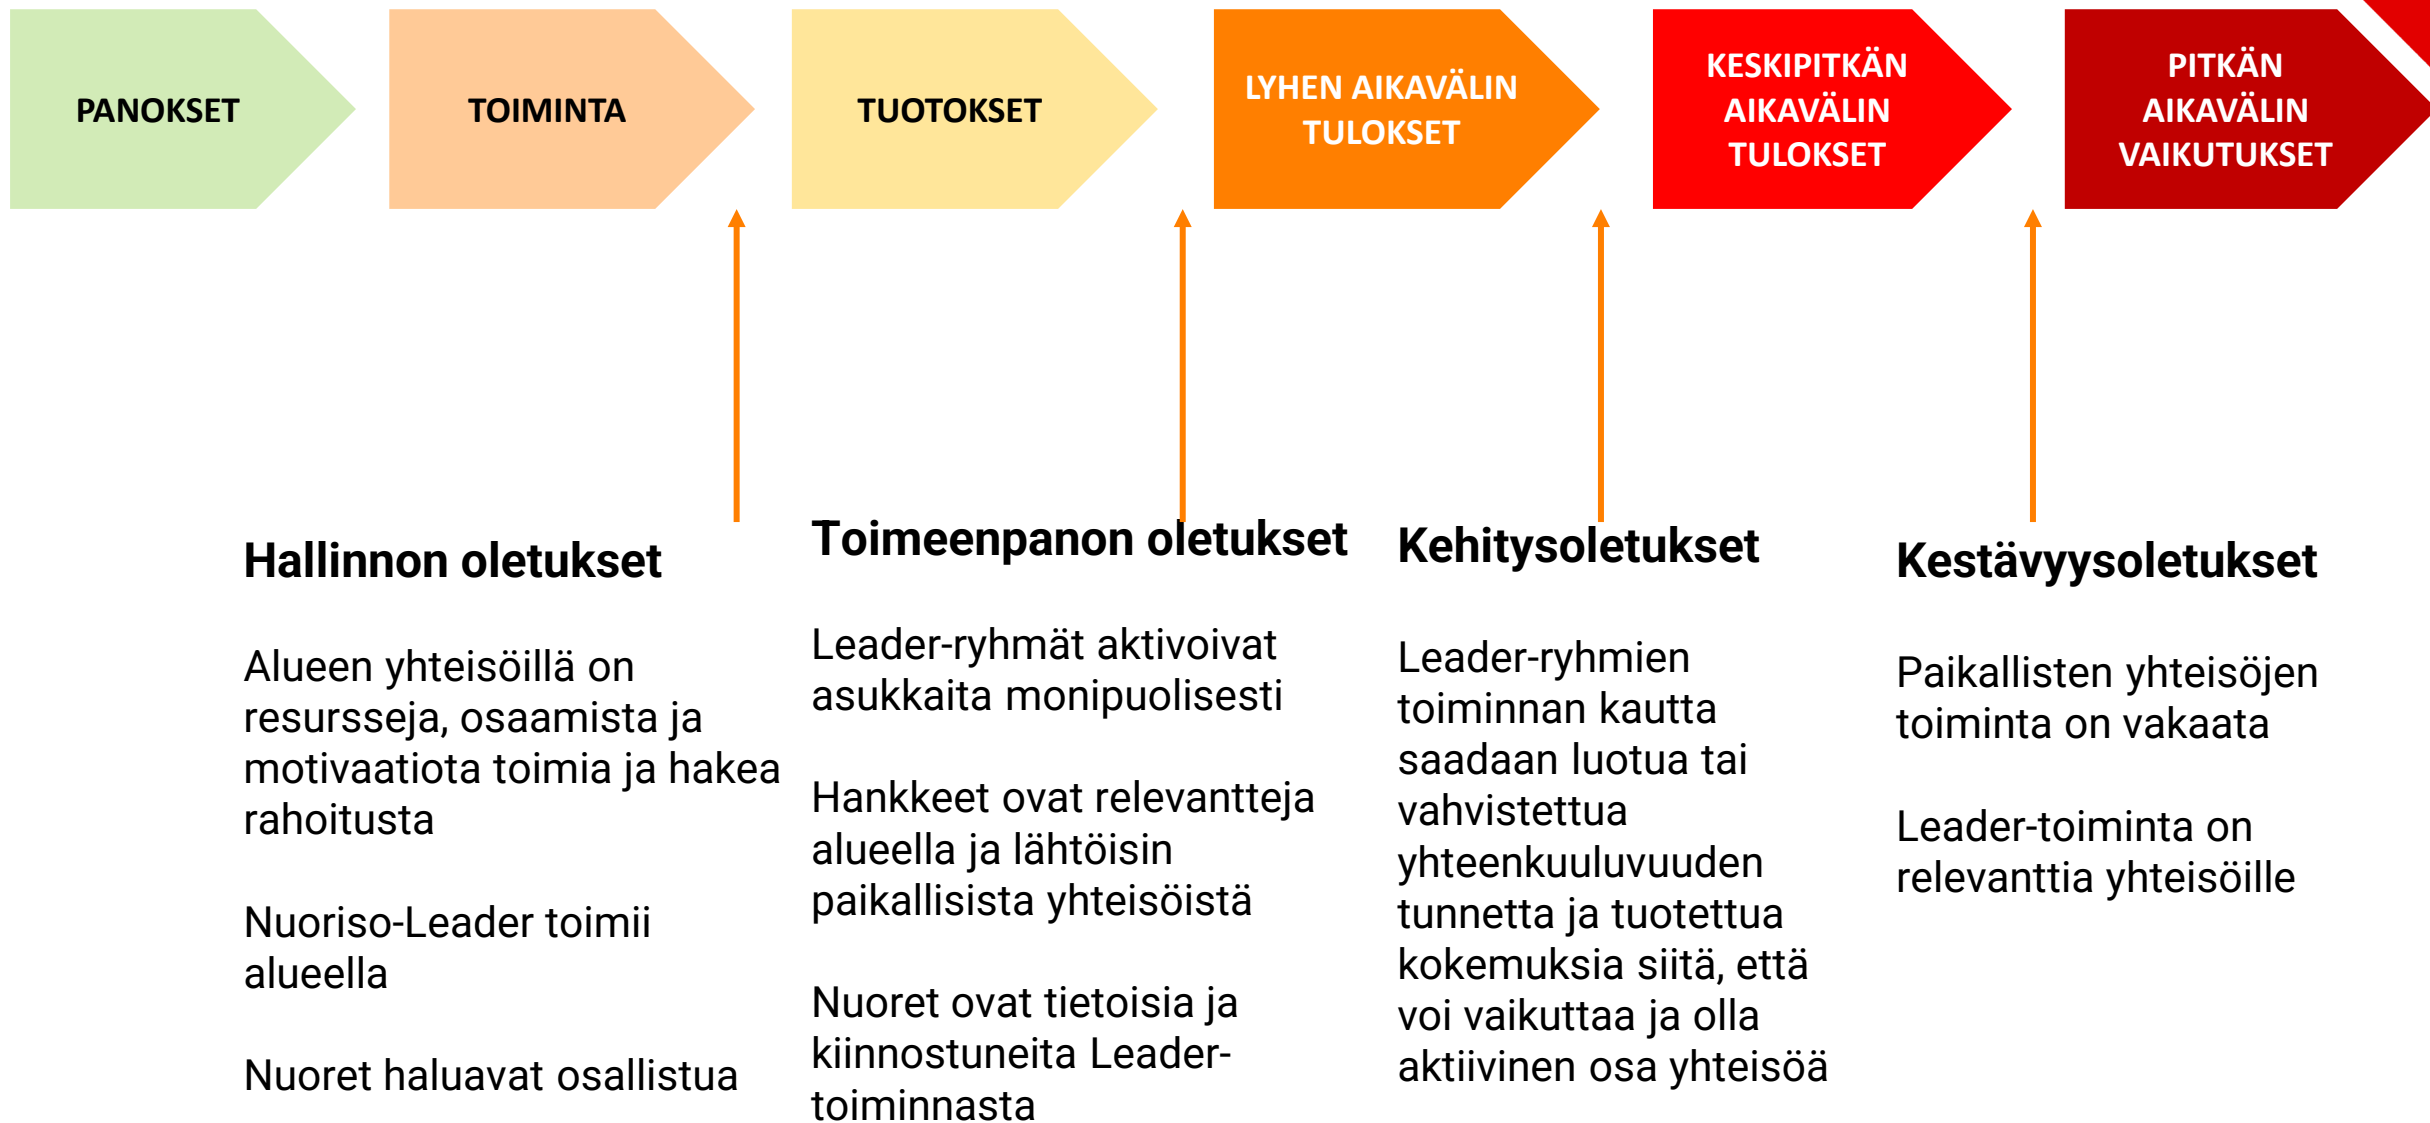 PANOKSET
TOIMINTA
TUOTOKSET
LYHEN AIKAVÄLIN
TULOKSET
KESKIPITKÄN
AIKAVÄLIN
TULOKSET
PITKÄN
AIKAVÄLIN
VAIKUTUKSET
Hallinnon oletukset
Alueen yhteisöillä on
resursseja, osaamista ja
motivaatiota toimia ja hakea
rahoitusta
Nuoriso-Leader toimii
alueella
Nuoret haluavat osallistua
Toimeenpanon oletukset
Leader-ryhmät aktivoivat
asukkaita monipuolisesti
Hankkeet ovat relevantteja
alueella ja lähtöisin
paikallisista yhteisöistä
Nuoret ovat tietoisia ja
kiinnostuneita Leader-
toiminnasta
Kehitysoletukset
Leader-ryhmien
toiminnan kautta
saadaan luotua tai
vahvistettua
yhteenkuuluvuuden
tunnetta ja tuotettua
kokemuksia siitä, että
voi vaikuttaa ja olla
aktiivinen osa yhteisöä
Kestävyysoletukset
Paikallisten yhteisöjen
toiminta on vakaata
Leader-toiminta on
relevanttia yhteisöille